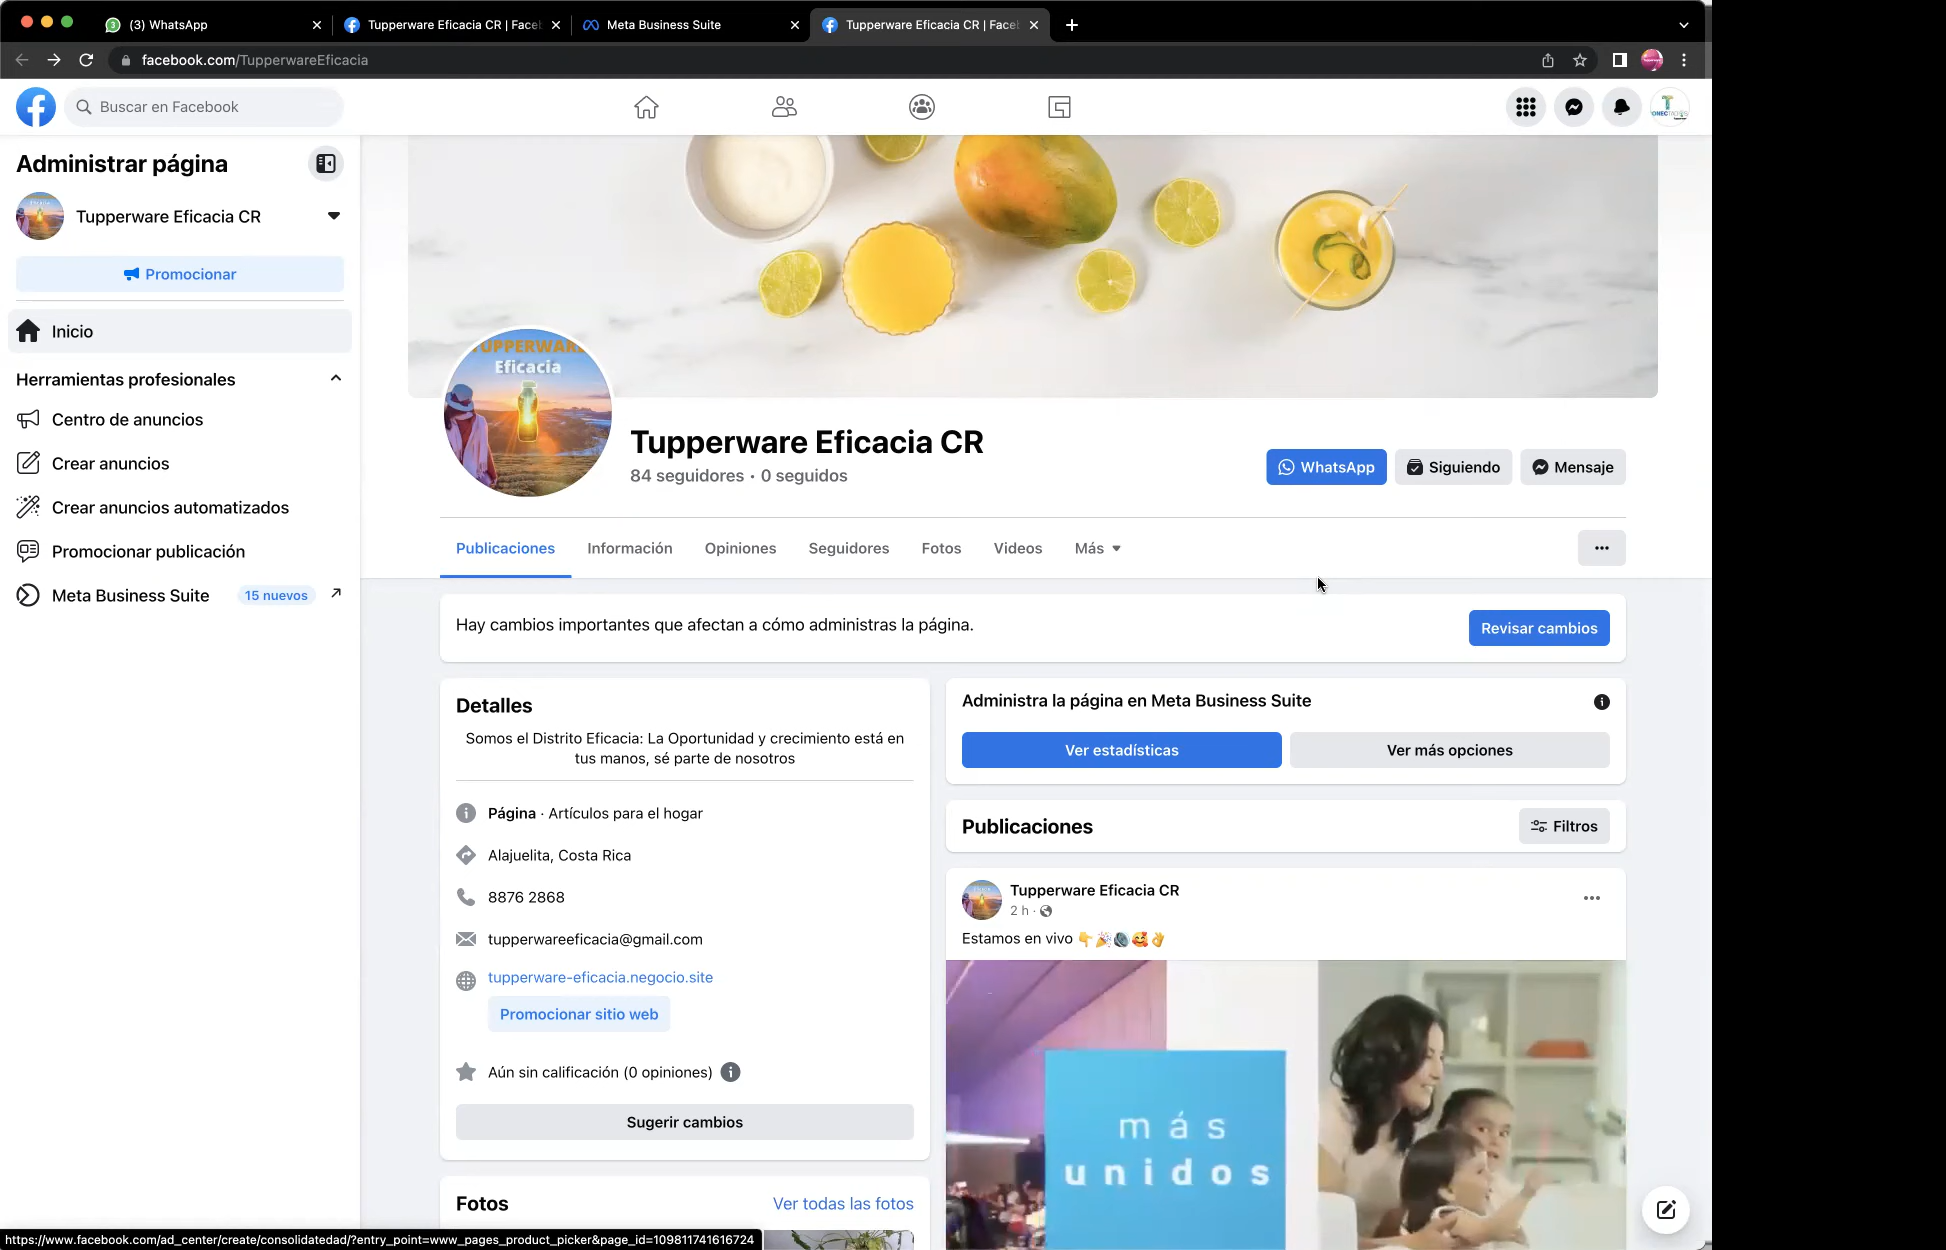 (3) WhatsApp
Tupperware Eficacia CR | Face
Meta Business Suite
Tupperware Eficacia CR | Face
facebook.com/TupperwareEficacia
Buscar en Facebook
Administrar página
Tupperware Eficacia CR
Promocionar
Inicio
Herramientas profesionales
Centro de anuncios
Crear anuncios
Crear anuncios automatizados
Promocionar publicación
Meta Business Suite
15 nuevos
TUPPERWARE
Eficacia
Tupperware Eficacia CR
84 seguidores · 0 seguidos
WhatsApp
Siguiendo
Mensaje
Publicaciones
Información
Opiniones
Seguidores
Fotos
Videos
Más
Hay cambios importantes que afectan a cómo administras la página.
Revisar cambios
Detalles
Somos el Distrito Eficacia: La Oportunidad y crecimiento está en
tus manos, sé parte de nosotros
Página · Artículos para el hogar
Alajuelita, Costa Rica
8876 2868
tupperwareeficacia@gmail.com
tupperware-eficacia.negocio.site
Promocionar sitio web
Aún sin calificación (0 opiniones)
Sugerir cambios
Fotos
Ver todas las fotos
Administra la página en Meta Business Suite
Ver estadísticas
Ver más opciones
Publicaciones
Filtros
Tupperware Eficacia CR
2 h ·
Estamos en vivo 👇🎉
más
unidos
https://www.facebook.com/ad_center/create/consolidatedad/?entry_point=www_pages_product_picker&page_id=109811741616724